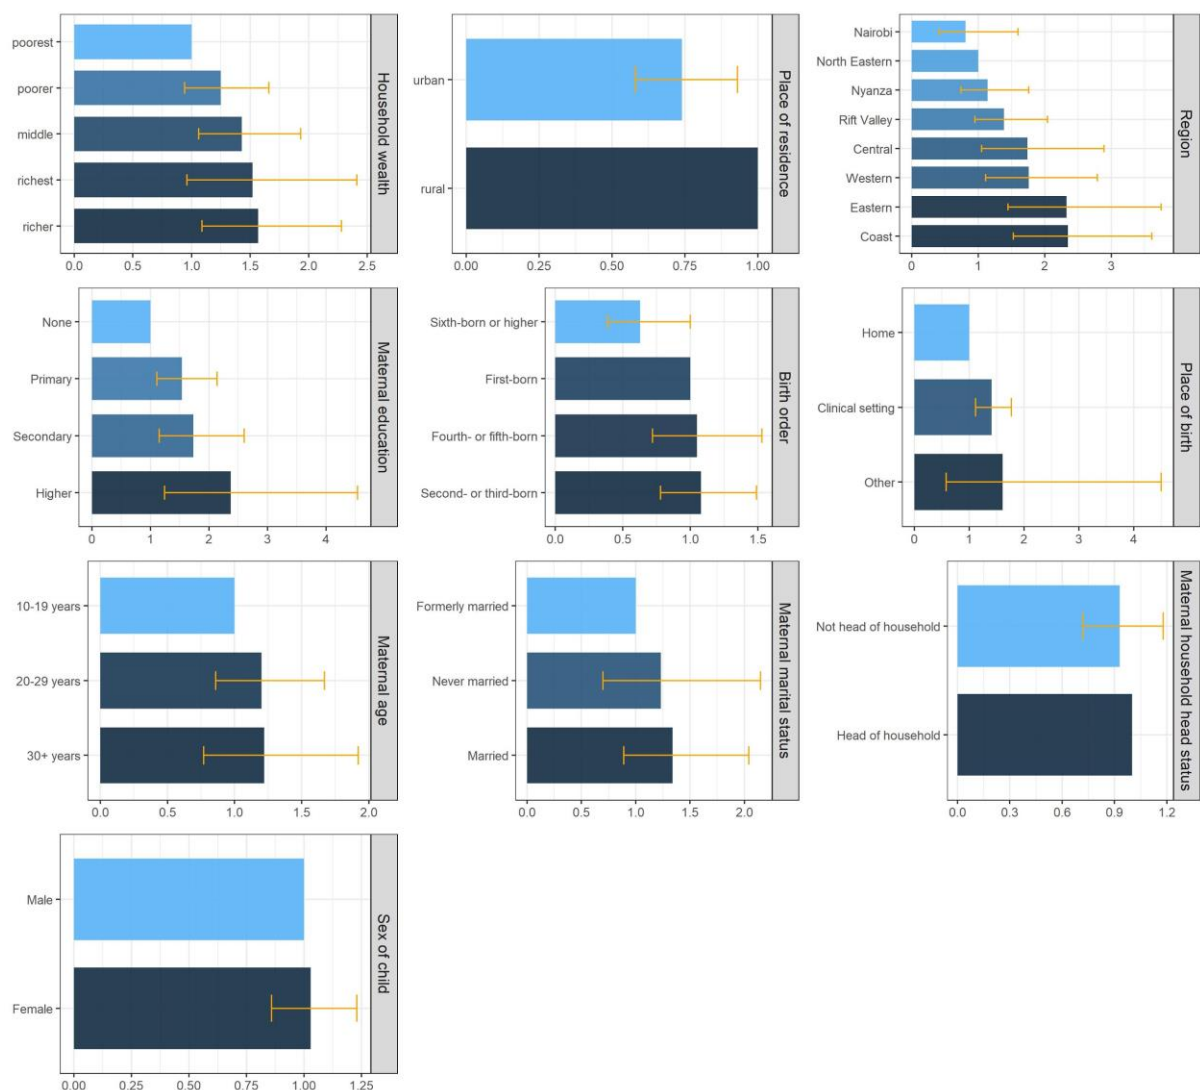 poorest
poorer
middle
richest
richer
0.0 0.5 1.0 1.5 2.0 2.5
Household wealth
urban
rural
0.00 0.25 0.50 0.75 1.00
Place of residence
Nairobi
North Eastern
Nyanza
Rift Valley
Central
Western
Eastern
Coast
0 1 2 3
Region
None
Primary
Secondary
Higher
0 1 2 3 4
Maternal education
Sixth-born or higher
First-born
Fourth- or fifth-born
Second- or third-born
0.0 0.5 1.0 1.5
Birth order
Home
Clinical setting
Other
0 1 2 3 4
Place of birth
10-19 years
20-29 years
30+ years
0.0 0.5 1.0 1.5 2.0
Maternal age
Formerly married
Never married
Married
0.0 0.5 1.0 1.5 2.0
Maternal marital status
Not head of household
Head of household
0.0 0.3 0.6 0.9 1.2
Maternal household head status
Male
Female
0.00 0.25 0.50 0.75 1.00 1.25
Sex of child